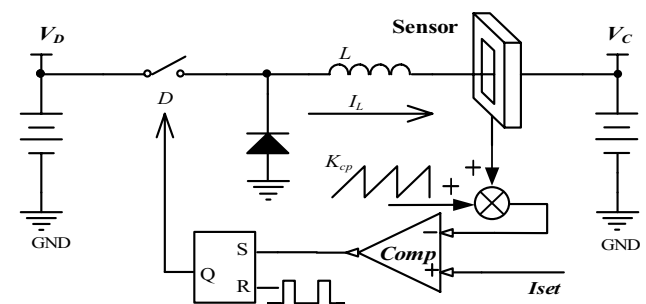 Sensor
V_D
V_C
L
D
I_L
K_cp
+
+
GND
GND
−
Comp
+
S
Q
R
Iset